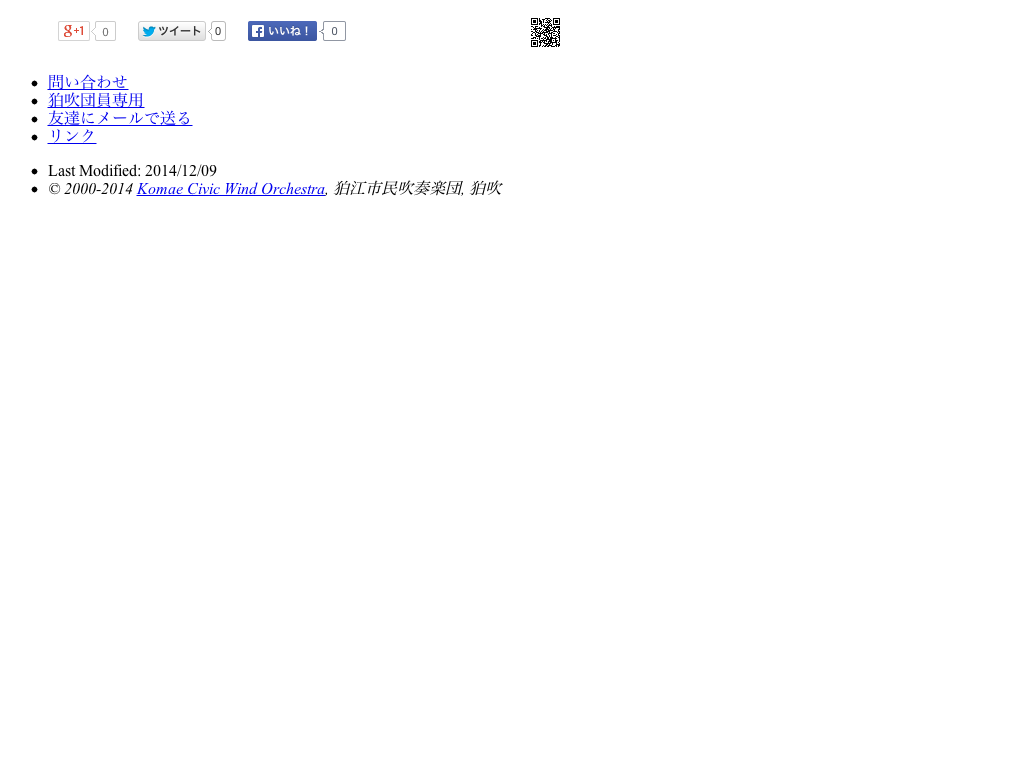 g+1 0 ツイート 0 いいね！ 0
問い合わせ
狛吹団員専用
友達にメールで送る
リンク
Last Modified: 2014/12/09
© 2000-2014 Komae Civic Wind Orchestra, 狛江市民吹奏楽団, 狛吹